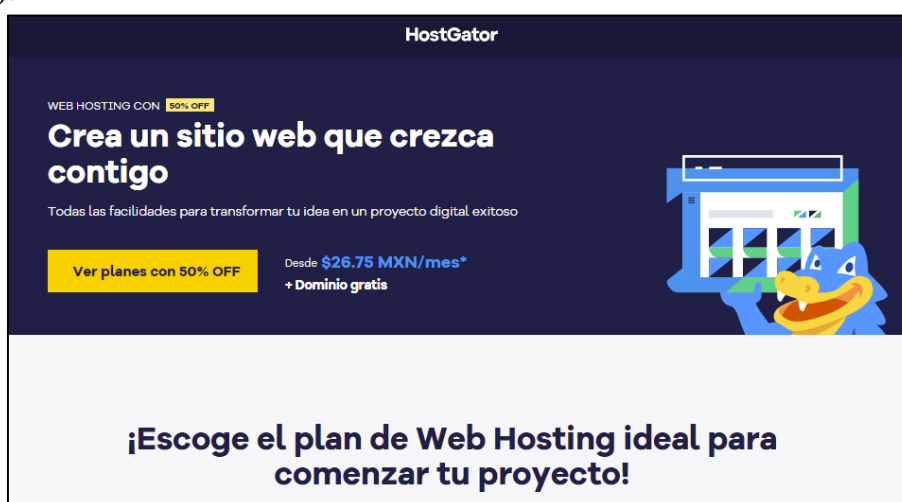 HostGator
WEB HOSTING CON 50% OFF
Crea un sitio web que crezca
contigo
Todas las facilidades para transformar tu idea en un proyecto digital exitoso
Ver planes con 50% OFF
Desde $26.75 MXN/mes*
+ Dominio gratis
¡Escoge el plan de Web Hosting ideal para
comenzar tu proyecto!